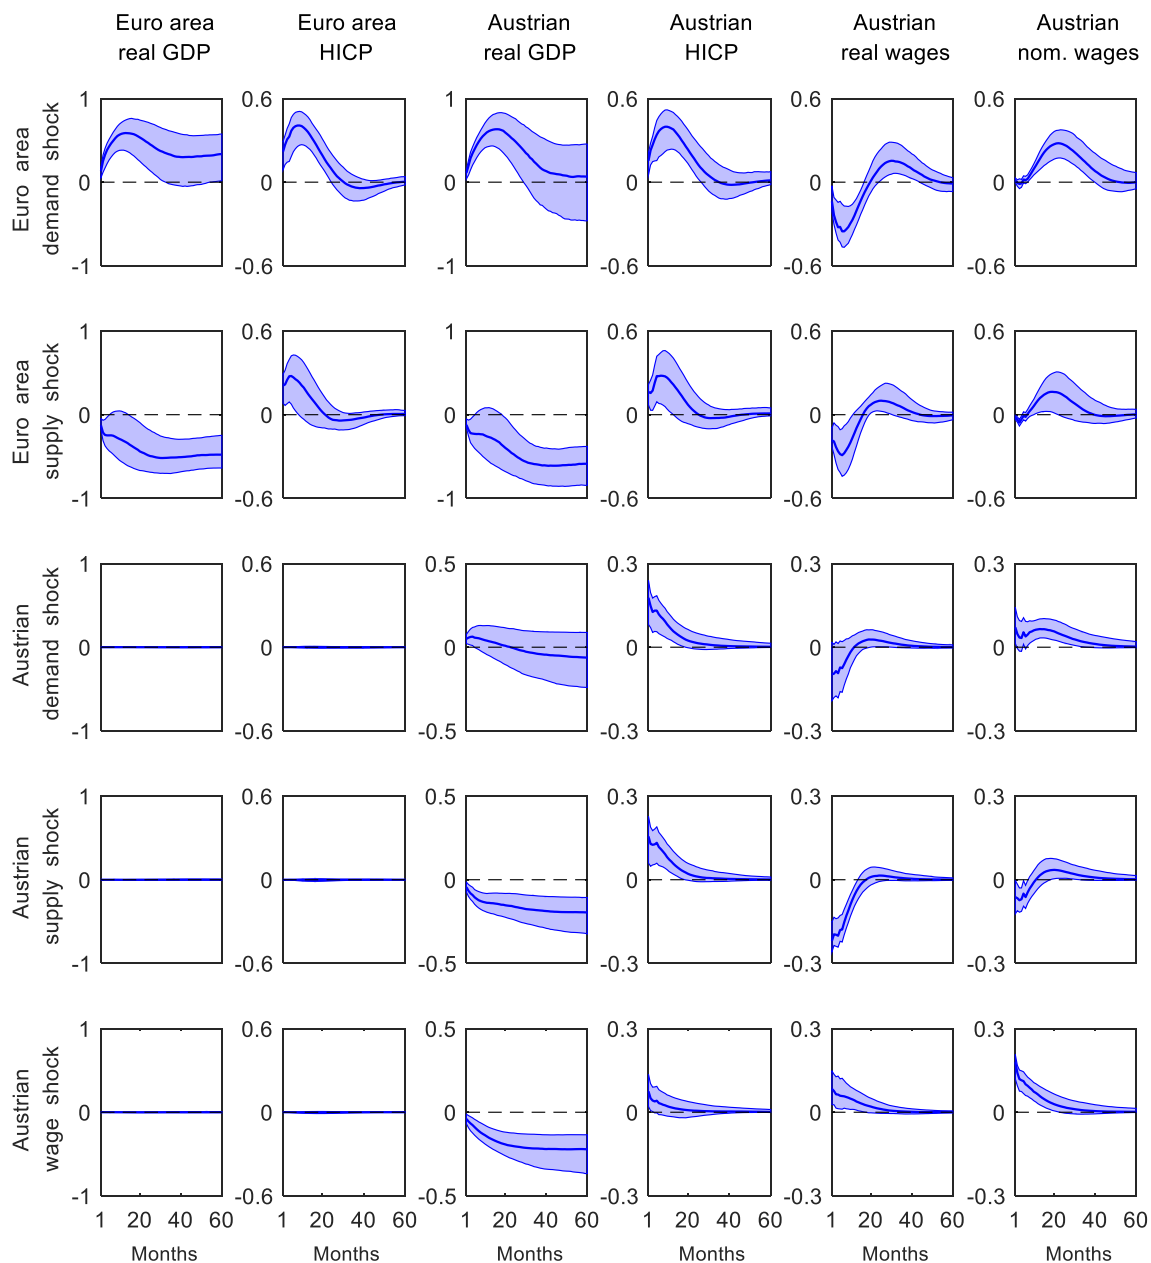 Euro area Euro area Austrian Austrian Austrian Austrian
real GDP HICP real GDP HICP real wages nom. wages
Euro area
demand shock
1 0.6 1 0.6 0.6 0.6
0 0 0 0 0 0
-1 -0.6 -1 -0.6 -0.6 -0.6
Euro area
supply shock
1 0.6 1 0.6 0.6 0.6
0 0 0 0 0 0
-1 -0.6 -1 -0.6 -0.6 -0.6
Austrian
demand shock
1 0.6 0.5 0.3 0.3 0.3
0 0 0 0 0 0
-1 -0.6 -0.5 -0.3 -0.3 -0.3
Austrian
supply shock
1 0.6 0.5 0.3 0.3 0.3
0 0 0 0 0 0
-1 -0.6 -0.5 -0.3 -0.3 -0.3
Austrian
wage shock
1 0.6 0.5 0.3 0.3 0.3
0 0 0 0 0 0
-1 -0.6 -0.5 -0.3 -0.3 -0.3
1 20 40 60 1 20 40 60 1 20 40 60 1 20 40 60 1 20 40 60 1 20 40 60
Months Months Months Months Months Months